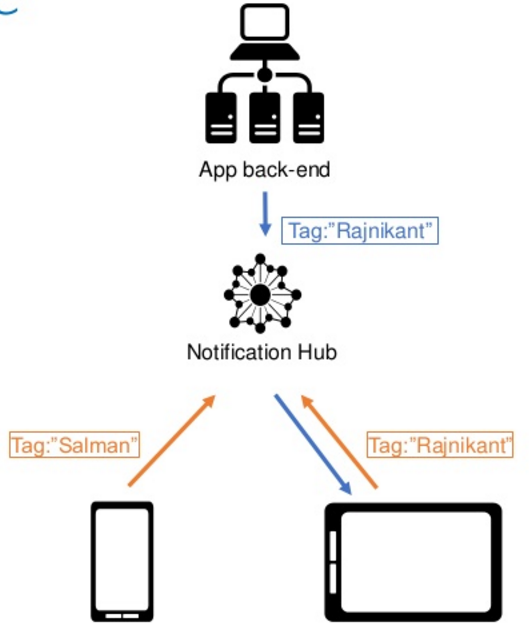 App back-end
Tag:”Rajnikant”
Notification Hub
Tag:”Salman”
Tag:”Rajnikant”